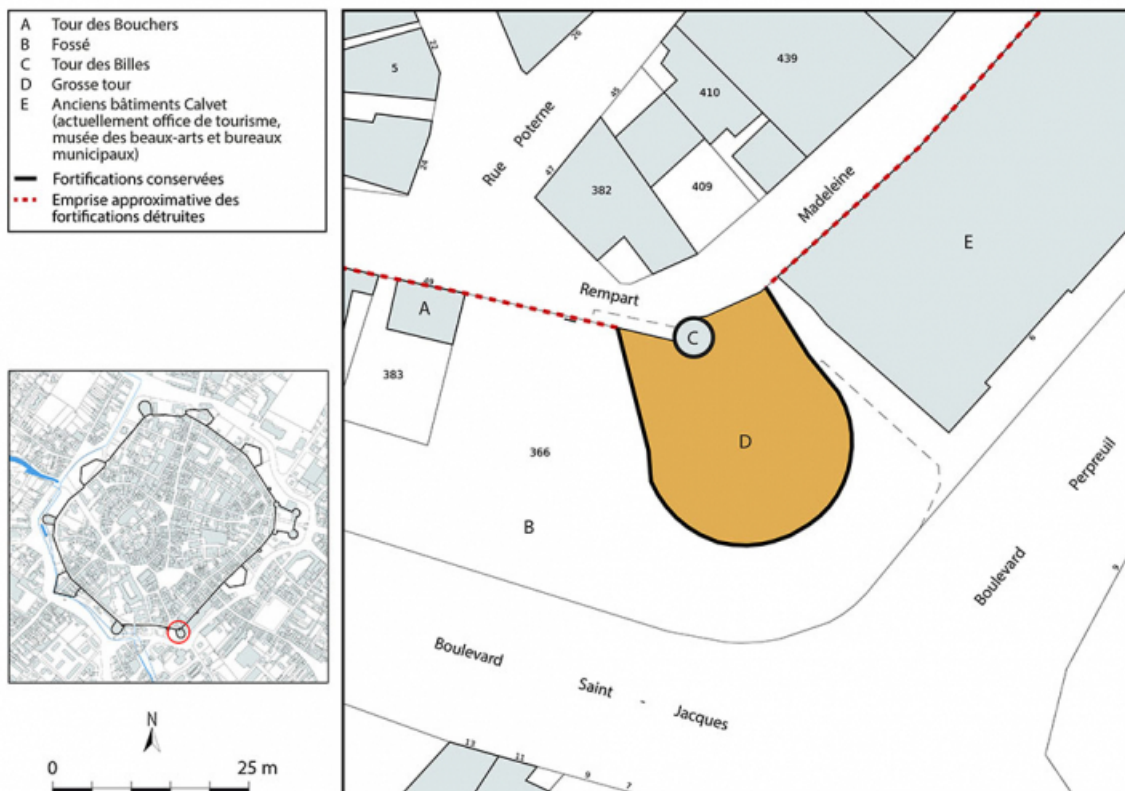 A Tour des Bouchers
B Fossé
C Tour des Billes
D Grosse tour
E Anciens bâtiments Calvet
(actuellement office de tourisme,
musée des beaux-arts et bureaux
municipaux)
Fortifications conservées
Emprise approximative des
fortifications détruites
N
0 25 m
26
22
439
5
410
45
Rue Poterne
24
47
382
409
Madeleine
E
49
Rempart
A
C
6
383
366
D
B
Perpreuil
Boulevard
9
Boulevard
Saint - Jacques
13
11
9
7